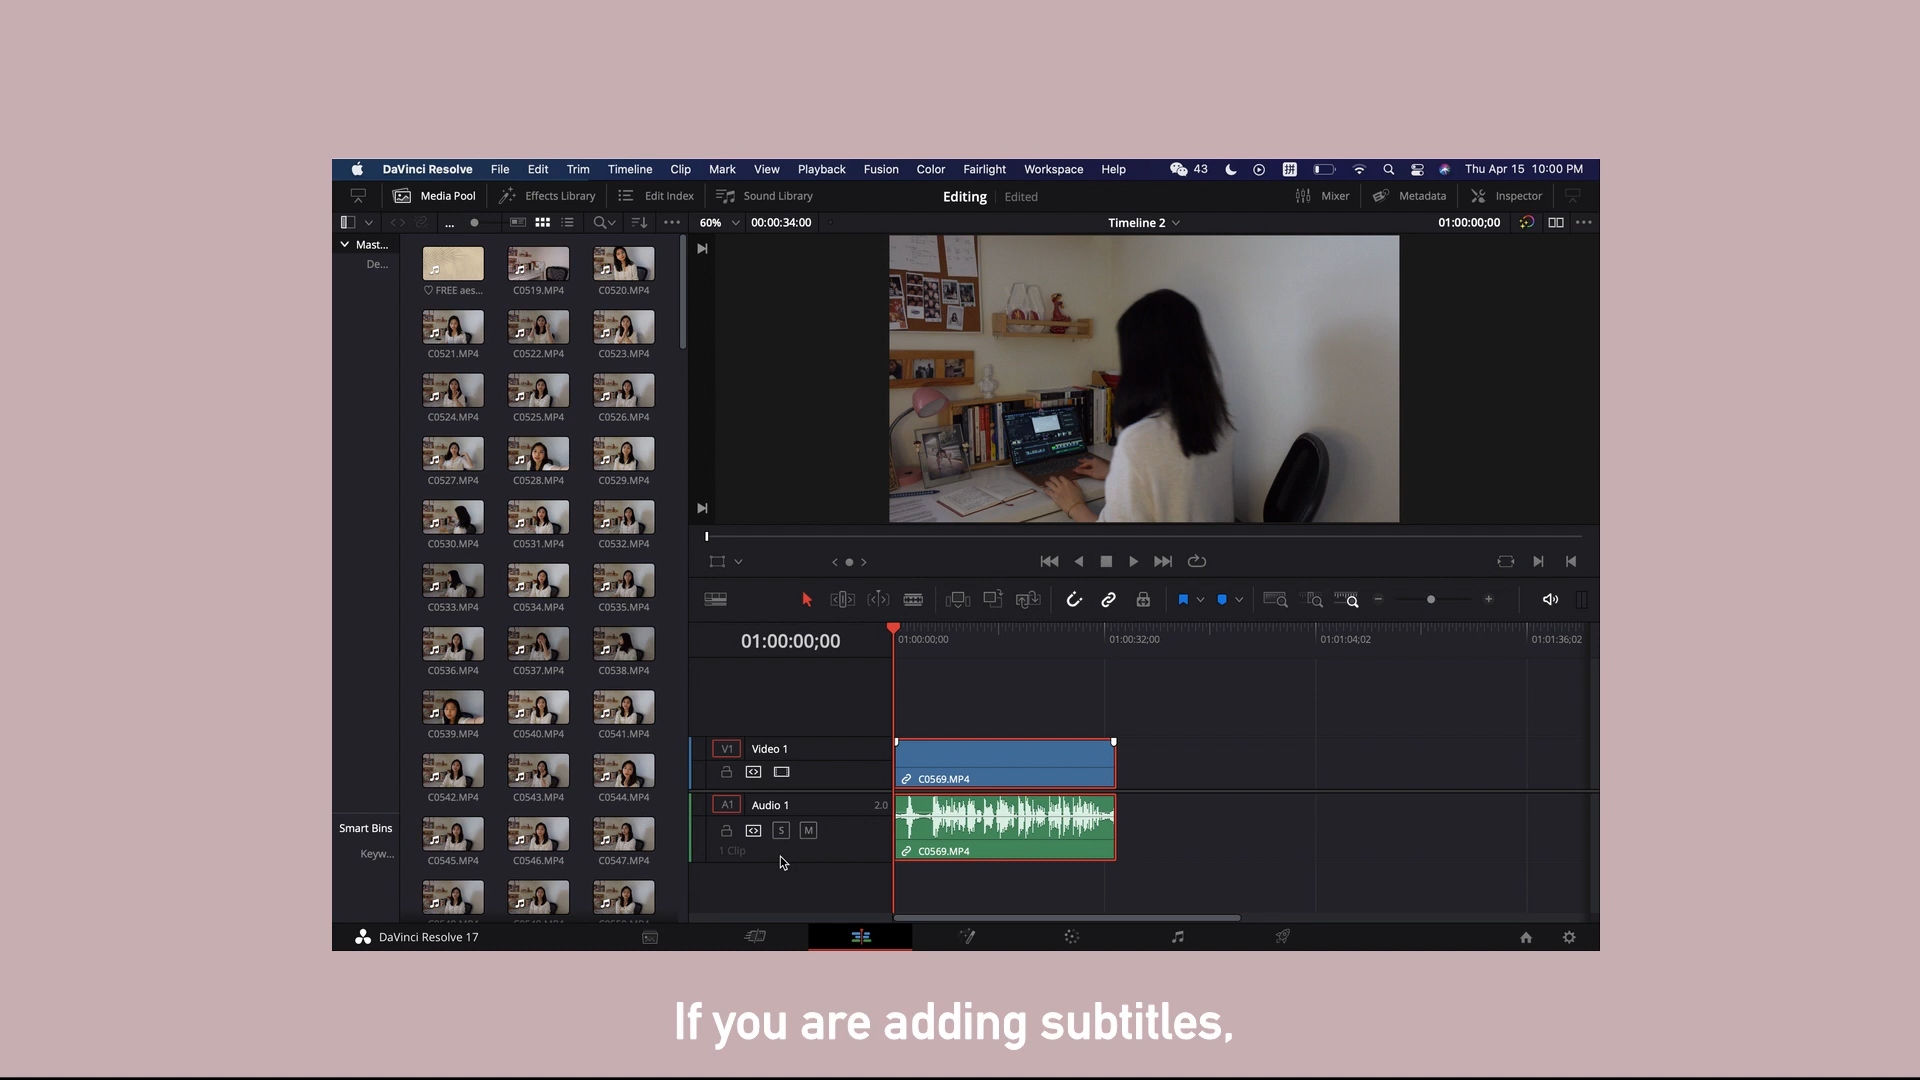 DaVinci Resolve File Edit Trim Timeline Clip Mark View Playback Fusion Color Fairlight Workspace Help 43 拼 Thu Apr 15 10:00 PM
Media Pool Effects Library Edit Index Sound Library Editing Edited Mixer Metadata Inspector
... 60% 00:00:34:00 Timeline 2 01:00:00;00
Mast...
De...
♡ FREE aes... C0519.MP4 C0520.MP4
C0521.MP4 C0522.MP4 C0523.MP4
C0524.MP4 C0525.MP4 C0526.MP4
C0527.MP4 C0528.MP4 C0529.MP4
C0530.MP4 C0531.MP4 C0532.MP4
C0533.MP4 C0534.MP4 C0535.MP4
C0536.MP4 C0537.MP4 C0538.MP4
C0539.MP4 C0540.MP4 C0541.MP4
C0542.MP4 C0543.MP4 C0544.MP4
C0545.MP4 C0546.MP4 C0547.MP4
Smart Bins
Keyw...
01:00:00;00 01:00:00;00 01:00:32;00 01:01:04;02 01:01:36;02
V1 Video 1
C0569.MP4
A1 Audio 1 2.0
S M
1 Clip
C0569.MP4
DaVinci Resolve 17
If you are adding subtitles,